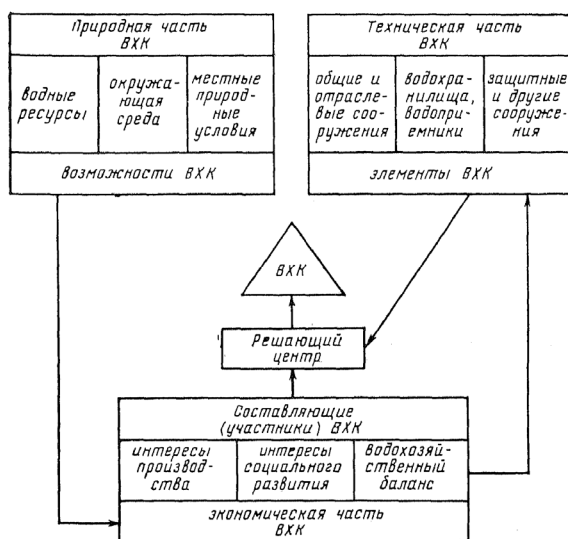 Природная часть
ВХК
водные
ресурсы
окружа-
ющая
среда
местные
природ-
ные
условия
возможности ВХК
Техническая часть
ВХК
общие и
отрасле-
вые соо-
ружения
водохра-
нилища,
водопри-
емники
защитные
и другие
сооруже-
ния
элементы ВХК
ВХК
Решающий
центр
Составляющие
(участники) ВХК
интересы
производ-
ства
интересы
социального
развития
водохозяй-
ственный
баланс
экономическая часть
ВХК